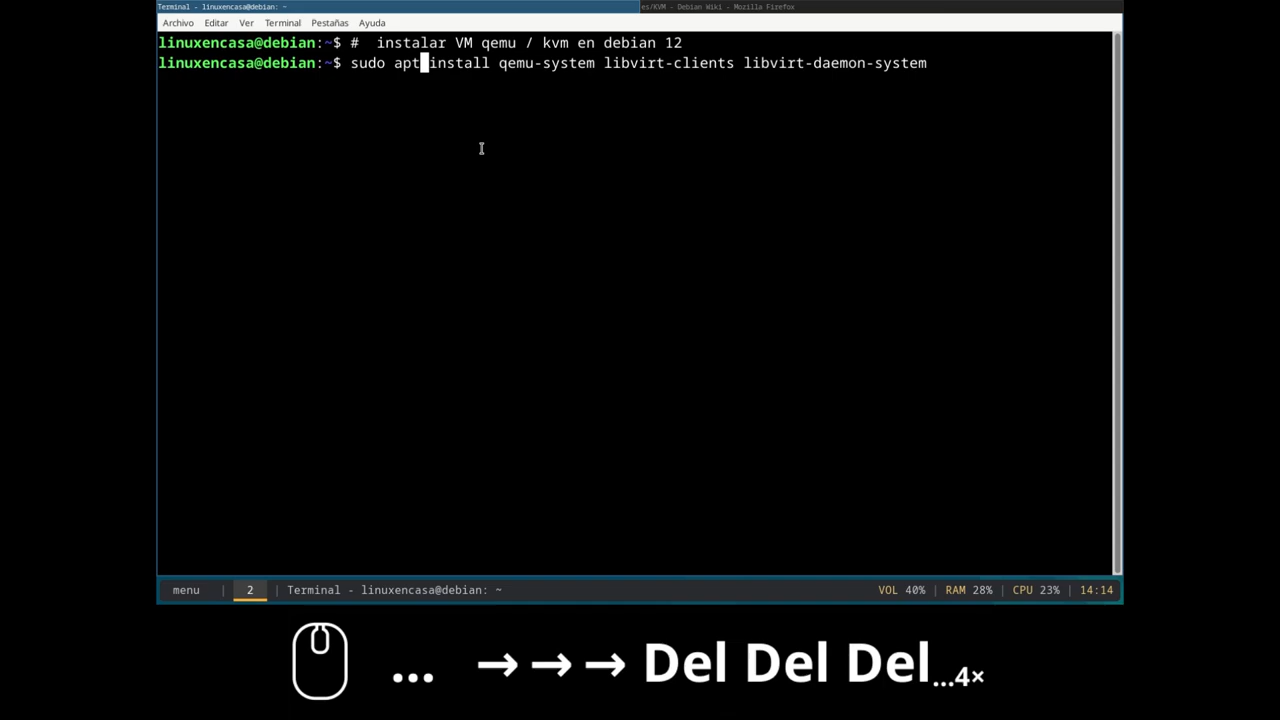 Terminal - linuxencasa@debian: ~
es/KVM - Debian Wiki - Mozilla Firefox
Archivo Editar Ver Terminal Pestañas Ayuda
linuxencasa@debian:~$ #  instalar VM qemu / kvm en debian 12
linuxencasa@debian:~$ sudo apt install qemu-system libvirt-clients libvirt-daemon-system
menu | 2 | Terminal - linuxencasa@debian: ~ VOL 40% | RAM 28% | CPU 23% | 14:14
... →→→ Del Del Del...4×